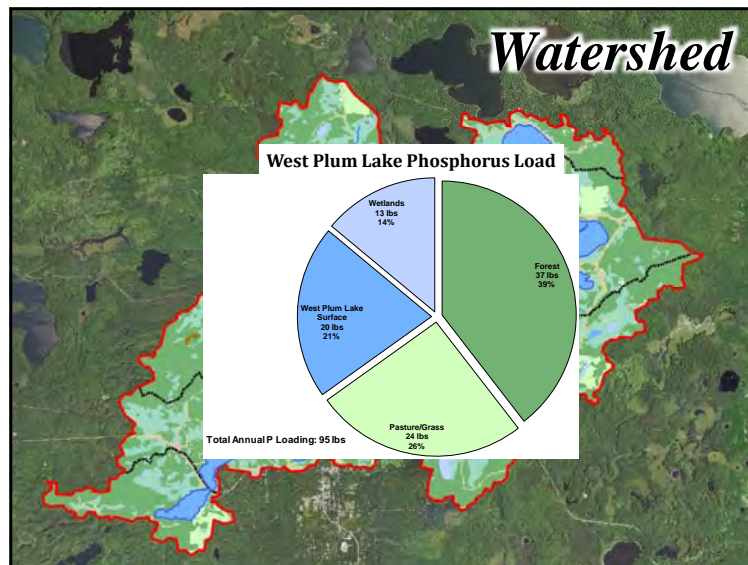 Watershed
West Plum Lake Phosphorus Load
Wetlands
13 lbs
14%
Forest
37 lbs
39%
West Plum Lake
Surface
20 lbs
21%
Pasture/Grass
24 lbs
26%
Total Annual P Loading: 95 lbs